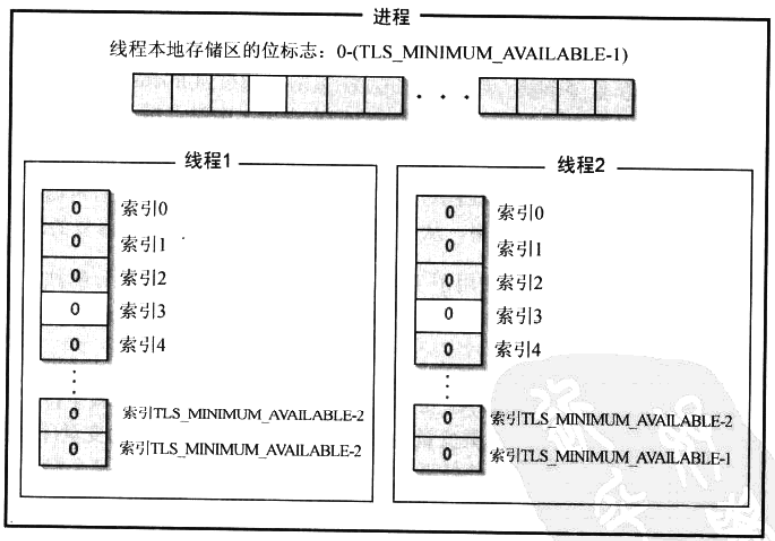 进程
线程本地存储区的位标志：0-(TLS_MINIMUM_AVAILABLE-1)
线程1
0 索引0
0 索引1
0 索引2
0 索引3
0 索引4
0 索引TLS_MINIMUM_AVAILABLE-2
0 索引TLS_MINIMUM_AVAILABLE-2
线程2
0 索引0
0 索引1
0 索引2
0 索引3
0 索引4
0 索引TLS_MINIMUM_AVAILABLE-2
0 索引TLS_MINIMUM_AVAILABLE-1